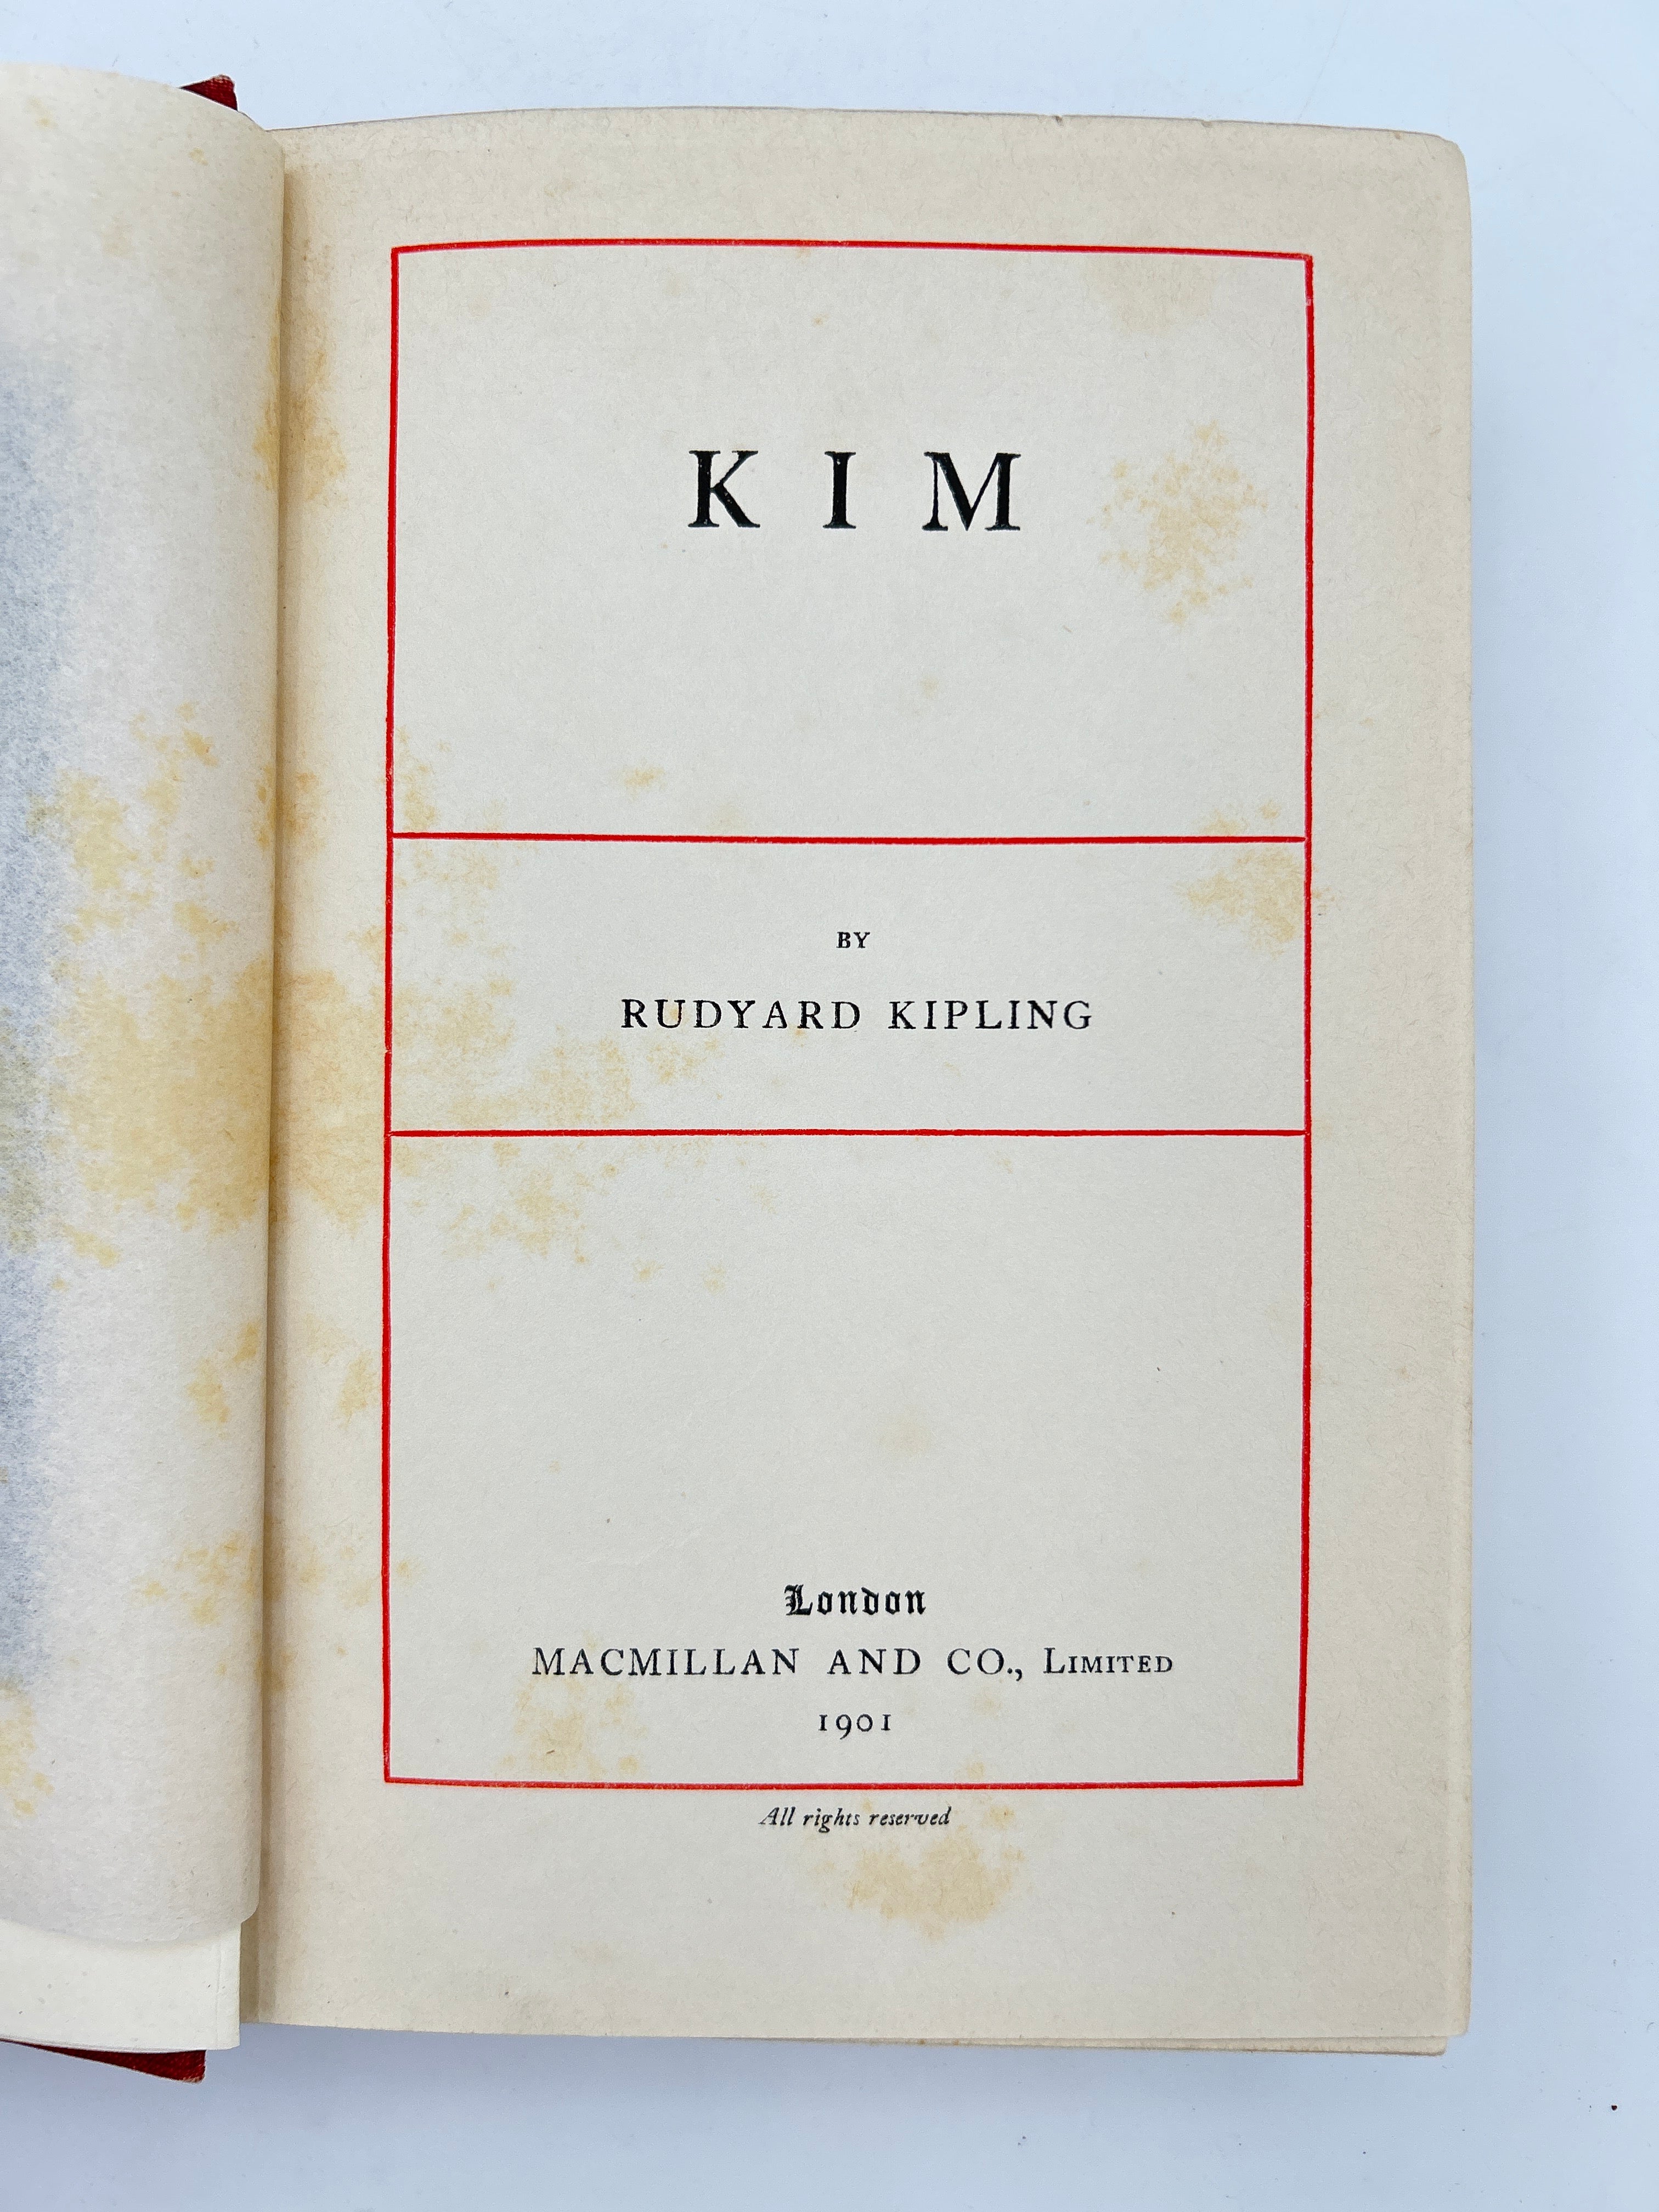 KIM
BY
RUDYARD KIPLING
London
MACMILLAN AND CO., LIMITED
1901
All rights reserved